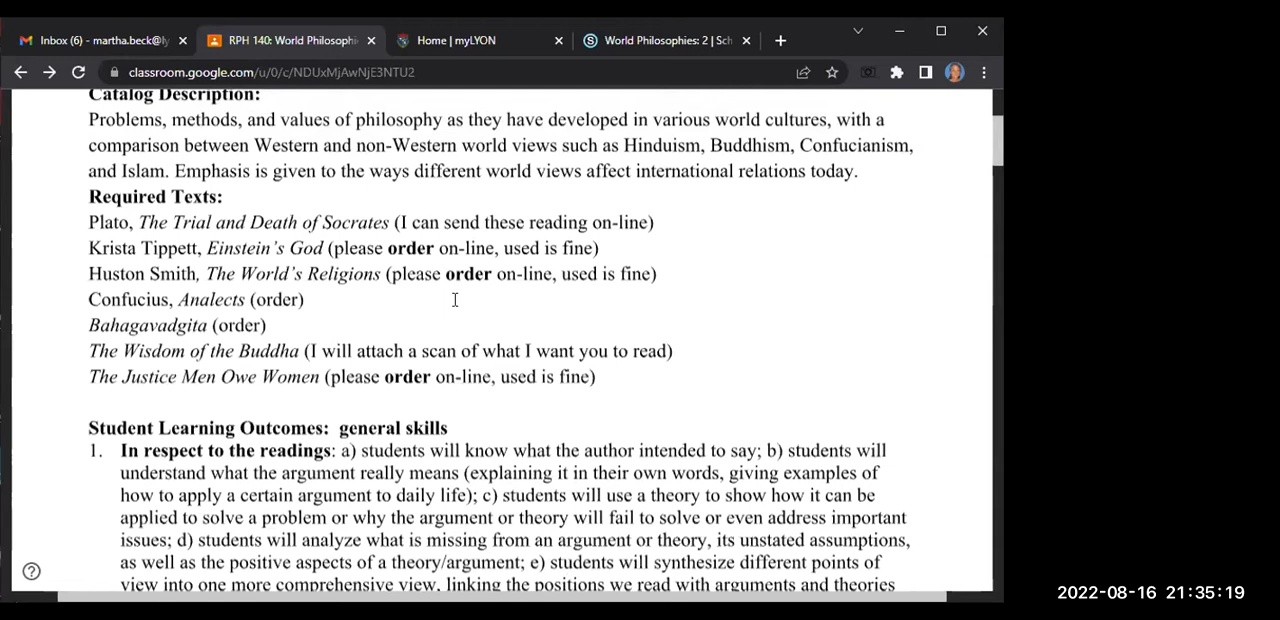 Inbox (6) - martha.beck@ly
RPH 140: World Philosophi
Home | myLYON
World Philosophies: 2 | Sch
classroom.google.com/u/0/c/NDUxMjAwNjE3NTU2
Catalog Description:
Problems, methods, and values of philosophy as they have developed in various world cultures, with a
comparison between Western and non-Western world views such as Hinduism, Buddhism, Confucianism,
and Islam. Emphasis is given to the ways different world views affect international relations today.
Required Texts:
Plato, The Trial and Death of Socrates (I can send these reading on-line)
Krista Tippett, Einstein's God (please order on-line, used is fine)
Huston Smith, The World's Religions (please order on-line, used is fine)
Confucius, Analects (order)
Bahagavadgita (order)
The Wisdom of the Buddha (I will attach a scan of what I want you to read)
The Justice Men Owe Women (please order on-line, used is fine)
Student Learning Outcomes: general skills
1. In respect to the readings: a) students will know what the author intended to say; b) students will
understand what the argument really means (explaining it in their own words, giving examples of
how to apply a certain argument to daily life); c) students will use a theory to show how it can be
applied to solve a problem or why the argument or theory will fail to solve or even address important
issues; d) students will analyze what is missing from an argument or theory, its unstated assumptions,
as well as the positive aspects of a theory/argument; e) students will synthesize different points of
view into one more comprehensive view, linking the positions we read with arguments and theories
2022-08-16 21:35:19